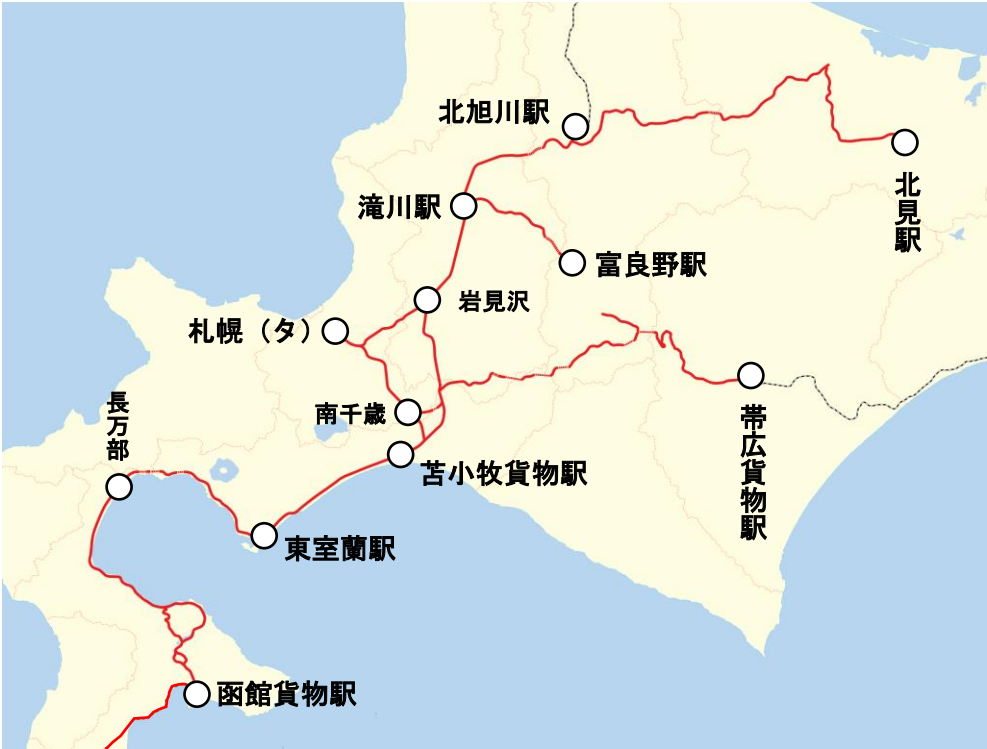 北旭川駅
北見駅
滝川駅
富良野駅
岩見沢
札幌（タ）
長万部
南千歳
帯広貨物駅
苫小牧貨物駅
東室蘭駅
函館貨物駅